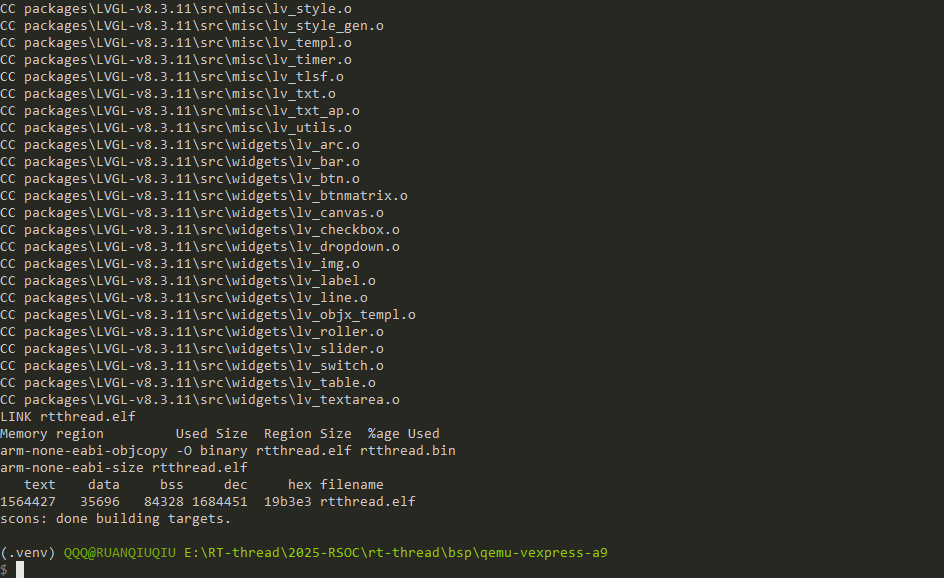 CC packages\LVGL-v8.3.11\src\misc\lv_style.o
CC packages\LVGL-v8.3.11\src\misc\lv_style_gen.o
CC packages\LVGL-v8.3.11\src\misc\lv_templ.o
CC packages\LVGL-v8.3.11\src\misc\lv_timer.o
CC packages\LVGL-v8.3.11\src\misc\lv_tlsf.o
CC packages\LVGL-v8.3.11\src\misc\lv_txt.o
CC packages\LVGL-v8.3.11\src\misc\lv_txt_ap.o
CC packages\LVGL-v8.3.11\src\misc\lv_utils.o
CC packages\LVGL-v8.3.11\src\widgets\lv_arc.o
CC packages\LVGL-v8.3.11\src\widgets\lv_bar.o
CC packages\LVGL-v8.3.11\src\widgets\lv_btn.o
CC packages\LVGL-v8.3.11\src\widgets\lv_btnmatrix.o
CC packages\LVGL-v8.3.11\src\widgets\lv_canvas.o
CC packages\LVGL-v8.3.11\src\widgets\lv_checkbox.o
CC packages\LVGL-v8.3.11\src\widgets\lv_dropdown.o
CC packages\LVGL-v8.3.11\src\widgets\lv_img.o
CC packages\LVGL-v8.3.11\src\widgets\lv_label.o
CC packages\LVGL-v8.3.11\src\widgets\lv_line.o
CC packages\LVGL-v8.3.11\src\widgets\lv_objx_templ.o
CC packages\LVGL-v8.3.11\src\widgets\lv_roller.o
CC packages\LVGL-v8.3.11\src\widgets\lv_slider.o
CC packages\LVGL-v8.3.11\src\widgets\lv_switch.o
CC packages\LVGL-v8.3.11\src\widgets\lv_table.o
CC packages\LVGL-v8.3.11\src\widgets\lv_textarea.o
LINK rtthread.elf
Memory region         Used Size  Region Size  %age Used
arm-none-eabi-objcopy -O binary rtthread.elf rtthread.bin
arm-none-eabi-size rtthread.elf
   text    data     bss     dec     hex filename
1564427   35696   84328 1684451  19b3e3 rtthread.elf
scons: done building targets.
(.venv) QQQ@RUANQIUQIU E:\RT-thread\2025-RSOC\rt-thread\bsp\qemu-vexpress-a9
$